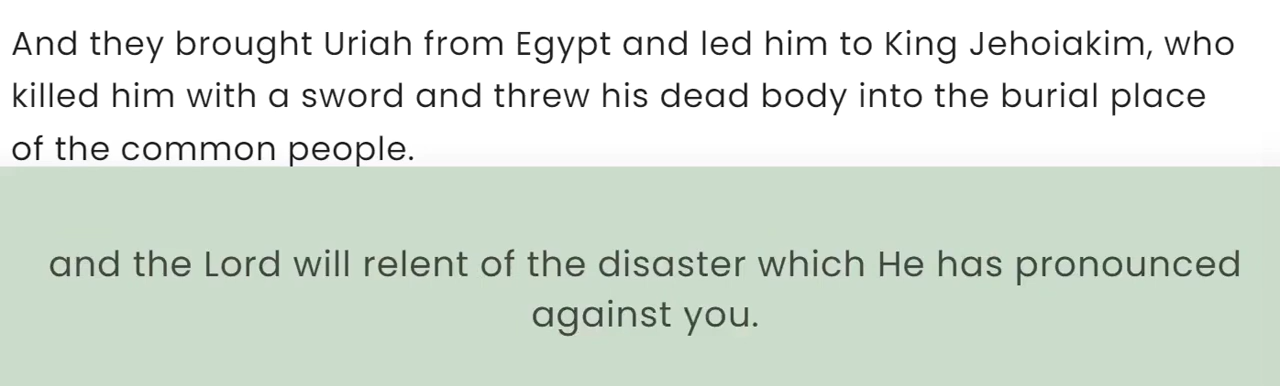 And they brought Uriah from Egypt and led him to King Jehoiakim, who
killed him with a sword and threw his dead body into the burial place
of the common people.
and the Lord will relent of the disaster which He has pronounced
against you.